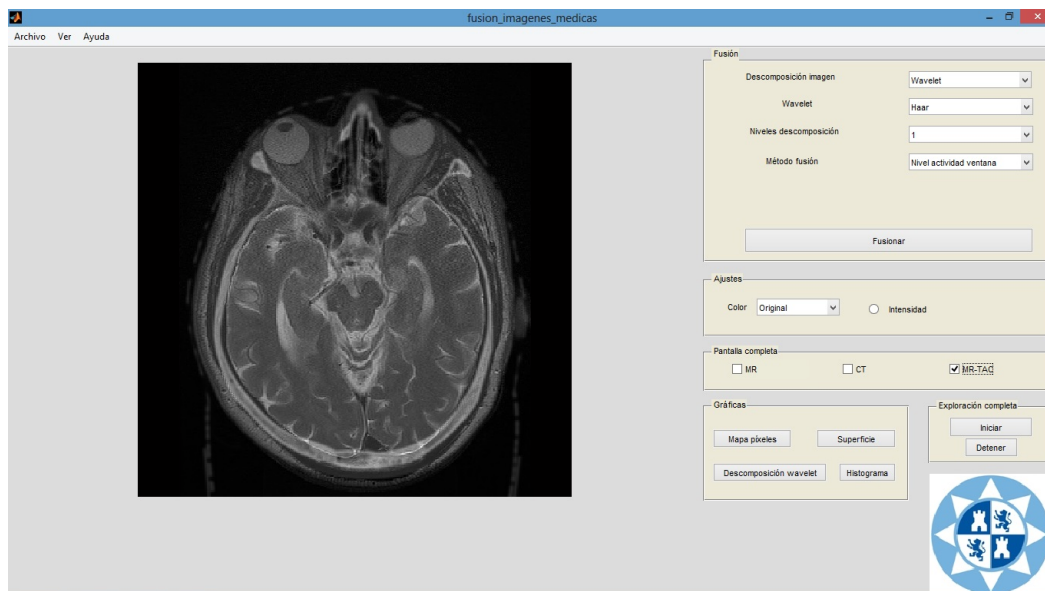 fusion_imagenes_medicas
Archivo Ver Ayuda
Fusión
Descomposición imagen Wavelet
Wavelet Haar
Niveles descomposición 1
Método fusión Nivel actividad ventana
Fusionar
Ajustes
Color Original Intensidad
Pantalla completa
MR CT MR-TAC
Gráficas
Mapa píxeles Superficie
Descomposición wavelet Histograma
Exploración completa
Iniciar
Detener